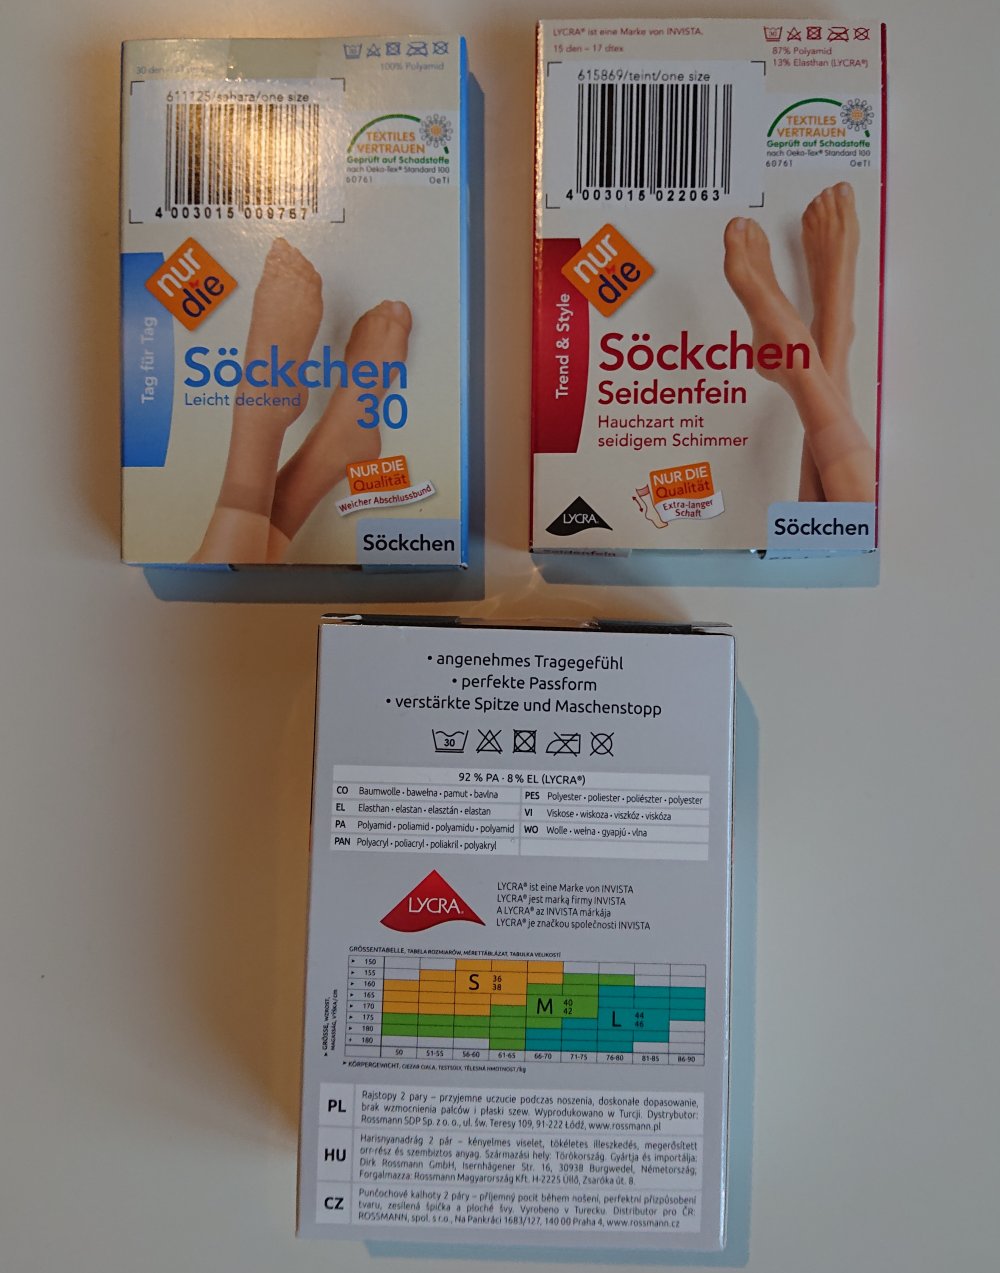 100% Polyamid
611125/sahara/one size
4 003015 009767
TEXTILES
VERTRAUEN
Geprüft auf Schadstoffe
nach Oeko-Tex® Standard 100
60761 OeTI
nur
die
Tag für Tag
Söckchen
Leicht deckend
30
NUR DIE
Qualität
Weicher Abschlussbund
Söckchen
LYCRA® ist eine Marke von INVISTA.
15 den – 17 dtex
87% Polyamid
13% Elasthan (LYCRA®)
615869/teint/one size
4 003015 022063
TEXTILES
VERTRAUEN
Geprüft auf Schadstoffe
nach Oeko-Tex® Standard 100
60761 OeTI
nur
die
Trend & Style
Söckchen
Seidenfein
Hauchzart mit
seidigem Schimmer
NUR DIE
Qualität
Extra-langer
Schaft
LYCRA
Söckchen
Seidenfein
• angenehmes Tragegefühl
• perfekte Passform
• verstärkte Spitze und Maschenstopp
30
92 % PA · 8 % EL (LYCRA®)
CO Baumwolle · bawełna · pamut · bavlna
PES Polyester · poliester · poliészter · polyester
EL Elasthan · elastan · elasztán · elastan
VI Viskose · wiskoza · viszkóz · viskóza
PA Polyamid · poliamid · polyamidu · polyamid
WO Wolle · wełna · gyapjú · vlna
PAN Polyacryl · poliacryl · poliakril · polyakryl
LYCRA®
LYCRA® ist eine Marke von INVISTA
LYCRA® jest marką firmy INVISTA
A LYCRA® az INVISTA márkája
LYCRA® je značkou společnosti INVISTA
GRÖSSENTABELLE, TABELA ROZMIARÓW, MÉRETTÁBLÁZAT, TABULKA VELIKOSTÍ
GRÖSSE, WZROST,
MAGASSÁG, VÝŠKA/cm
150
155
160
165
170
175
180
180
S 36 38
M 40 42
L 44 46
50 51-55 56-60 61-65 66-70 71-75 76-80 81-85 86-90
KÖRPERGEWICHT, CIĘŻAR CIAŁA, TESTSÚLY, TĚLESNÁ HMOTNOST/kg
PL
Rajstopy 2 pary – przyjemne uczucie podczas noszenia, doskonałe dopasowanie,
brak wzmocnienia palców i płaski szew. Wyprodukowano w Turcji. Dystrybutor:
Rossmann SDP Sp. z o. o., ul. św. Teresy 109, 91-222 Łódź, www.rossmann.pl
HU
Harisnyanadrág 2 pár – kényelmes viselet, tökéletes illeszkedés, megerősített
orr-rész és szembiztos anyag. Származási hely: Törökország. Gyártja és importálja:
Dirk Rossmann GmbH, Isernhägener Str. 16, 30938 Burgwedel, Németország,
Forgalmazza: Rossmann Magyarország Kft. H-2225 Üllő, Zsaróka út. 8.
CZ
Punčochové kalhoty 2 páry – příjemný pocit během nošení, perfektní přizpůsobení
tvaru, zesílená špička a ploché švy. Vyrobeno v Turecku. Distributor pro ČR:
ROSSMANN, spol. s r.o., Na Pankráci 1683/127, 140 00 Praha 4, www.rossmann.cz